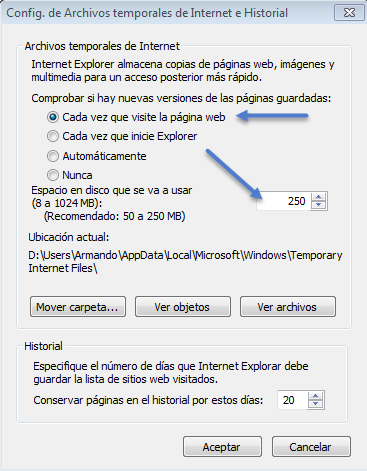 Config. de Archivos temporales de Internet e Historial
Archivos temporales de Internet
Internet Explorer almacena copias de páginas web, imágenes y
multimedia para un acceso posterior más rápido.
Comprobar si hay nuevas versiones de las páginas guardadas:
Cada vez que visite la página web
Cada vez que inicie Explorer
Automáticamente
Nunca
Espacio en disco que se va a usar
(8 a 1024 MB):
250
(Recomendado: 50 a 250 MB)
Ubicación actual:
D:\Users\Armando\AppData\Local\Microsoft\Windows\Temporary
Internet Files\
Mover carpeta... Ver objetos Ver archivos
Historial
Especifique el número de días que Internet Explorar debe
guardar la lista de sitios web visitados.
Conservar páginas en el historial por estos días: 20
Aceptar Cancelar